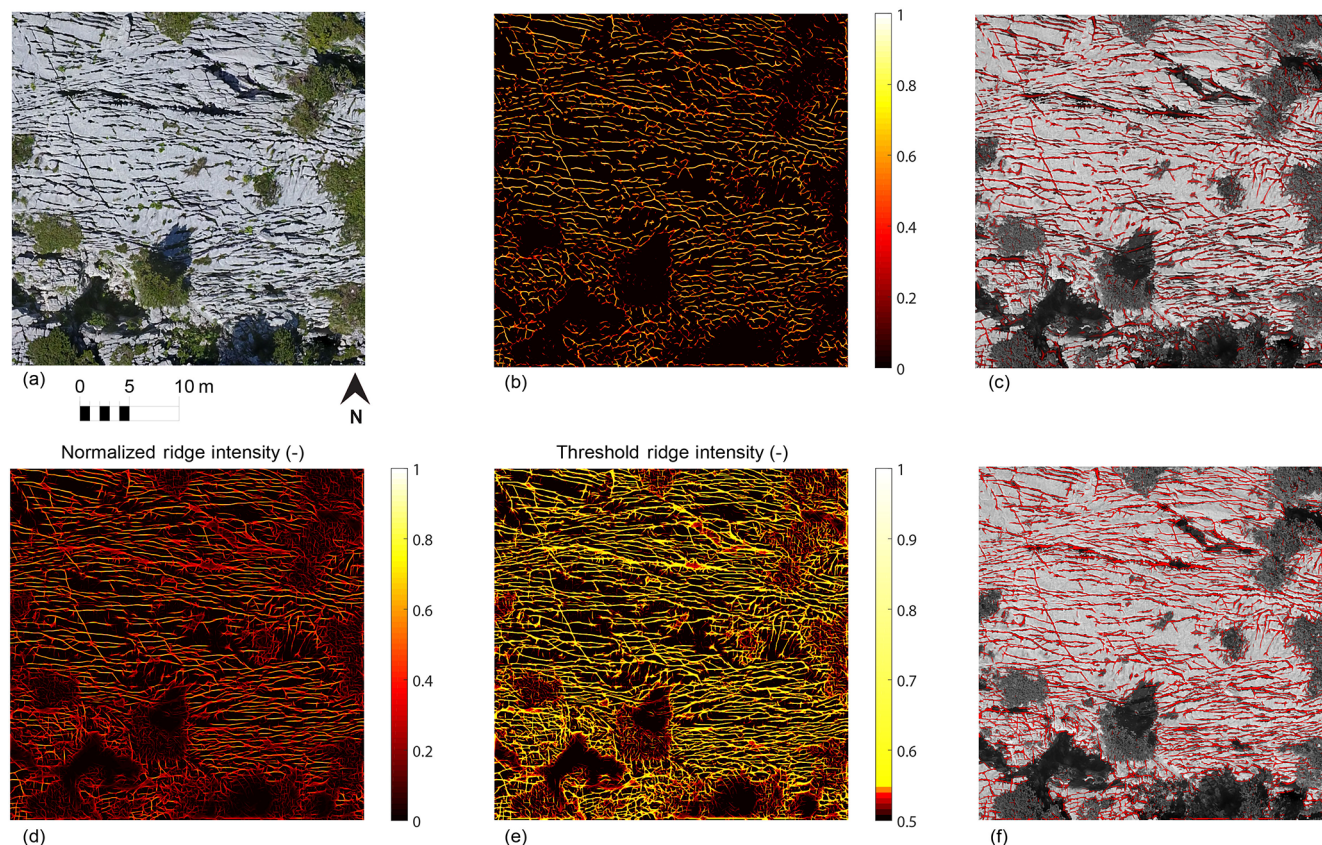 1
0.8
0.6
0.4
0.2
0
(a)
(b)
(c)
0 5 10 m
N
Normalized ridge intensity (-)
Threshold ridge intensity (-)
1
0.8
0.6
0.4
0.2
0
1
0.9
0.8
0.7
0.6
0.5
(d)
(e)
(f)